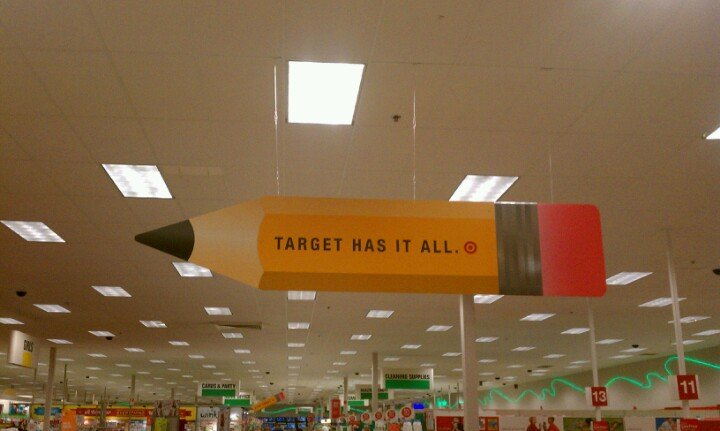 TARGET HAS IT ALL.
CLEANING SUPPLIES
CARDS & PARTY
13
11